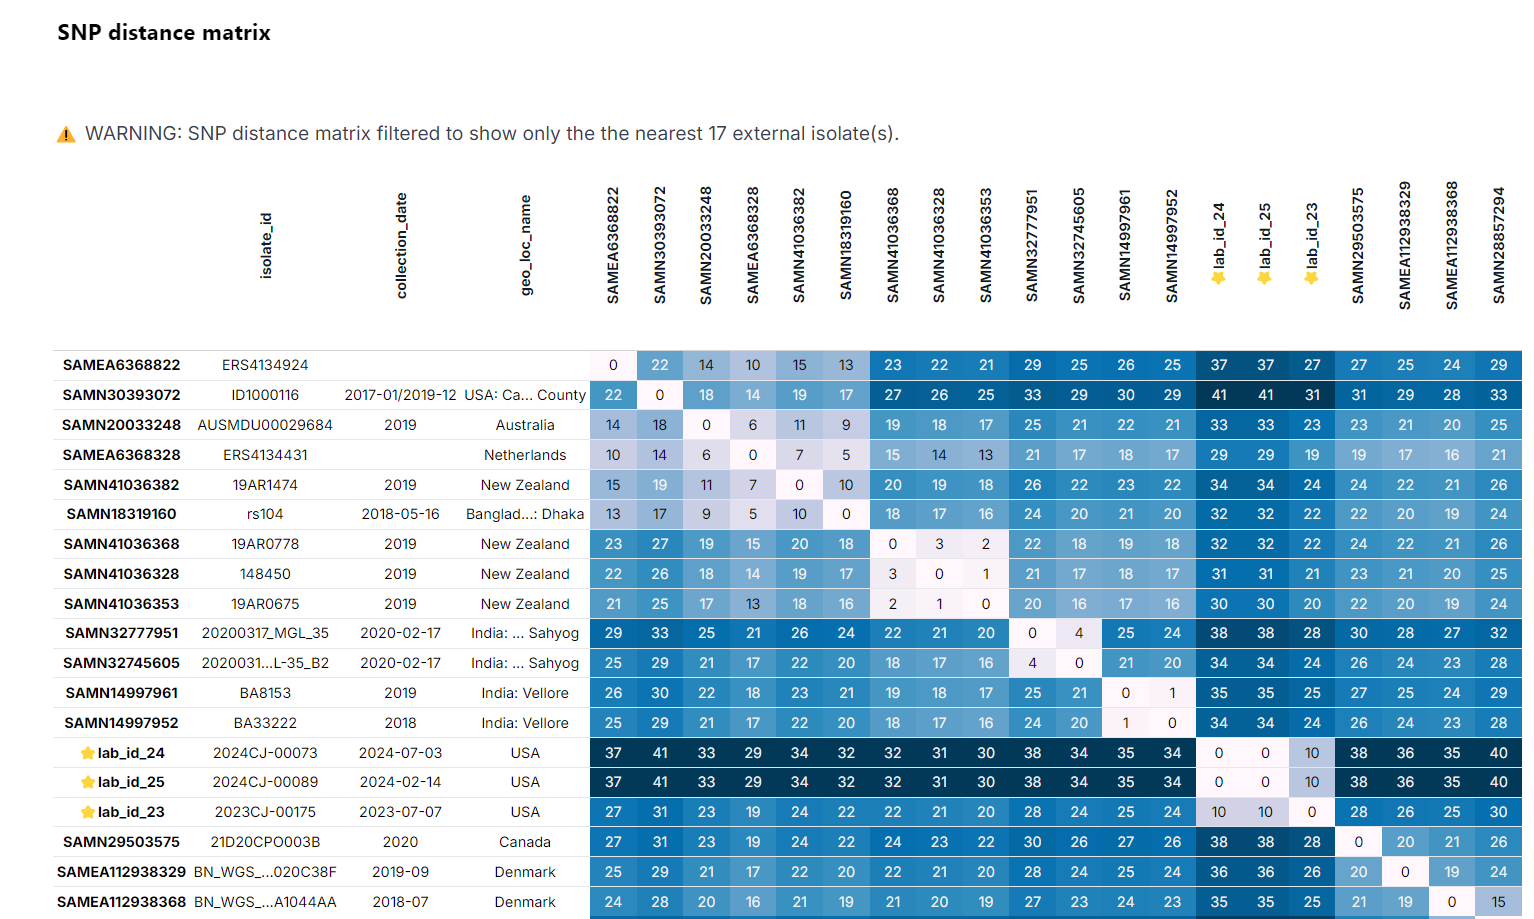 SNP distance matrix
⚠ WARNING: SNP distance matrix filtered to show only the the nearest 17 external isolate(s).
isolate_id collection_date geo_loc_name SAMEA6368822 SAMN30393072 SAMN20033248 SAMEA6368328 SAMN41036382 SAMN18319160 SAMN41036368 SAMN41036328 SAMN41036353 SAMN32777951 SAMN32745605 SAMN14997961 SAMN14997952 ⭐lab_id_24 ⭐lab_id_25 ⭐lab_id_23 SAMN29503575 SAMEA112938329 SAMEA112938368 SAMN28857294
SAMEA6368822 ERS4134924 0 22 14 10 15 13 23 22 21 29 25 26 25 37 37 27 27 25 24 29
SAMN30393072 ID1000116 2017-01/2019-12 USA: Ca... County 22 0 18 14 19 17 27 26 25 33 29 30 29 41 41 31 31 29 28 33
SAMN20033248 AUSMDU00029684 2019 Australia 14 18 0 6 11 9 19 18 17 25 21 22 21 33 33 23 23 21 20 25
SAMEA6368328 ERS4134431 Netherlands 10 14 6 0 7 5 15 14 13 21 17 18 17 29 29 19 19 17 16 21
SAMN41036382 19AR1474 2019 New Zealand 15 19 11 7 0 10 20 19 18 26 22 23 22 34 34 24 24 22 21 26
SAMN18319160 rs104 2018-05-16 Banglad...: Dhaka 13 17 9 5 10 0 18 17 16 24 20 21 20 32 32 22 22 20 19 24
SAMN41036368 19AR0778 2019 New Zealand 23 27 19 15 20 18 0 3 2 22 18 19 18 32 32 22 24 22 21 26
SAMN41036328 148450 2019 New Zealand 22 26 18 14 19 17 3 0 1 21 17 18 17 31 31 21 23 21 20 25
SAMN41036353 19AR0675 2019 New Zealand 21 25 17 13 18 16 2 1 0 20 16 17 16 30 30 20 22 20 19 24
SAMN32777951 20200317_MGL_35 2020-02-17 India: ... Sahyog 29 33 25 21 26 24 22 21 20 0 4 25 24 38 38 28 30 28 27 32
SAMN32745605 2020031...L-35_B2 2020-02-17 India: ... Sahyog 25 29 21 17 22 20 18 17 16 4 0 21 20 34 34 24 26 24 23 28
SAMN14997961 BA8153 2019 India: Vellore 26 30 22 18 23 21 19 18 17 25 21 0 1 35 35 25 27 25 24 29
SAMN14997952 BA33222 2018 India: Vellore 25 29 21 17 22 20 18 17 16 24 20 1 0 34 34 24 26 24 23 28
⭐lab_id_24 2024CJ-00073 2024-07-03 USA 37 41 33 29 34 32 32 31 30 38 34 35 34 0 0 10 38 36 35 40
⭐lab_id_25 2024CJ-00089 2024-02-14 USA 37 41 33 29 34 32 32 31 30 38 34 35 34 0 0 10 38 36 35 40
⭐lab_id_23 2023CJ-00175 2023-07-07 USA 27 31 23 19 24 22 22 21 20 28 24 25 24 10 10 0 28 26 25 30
SAMN29503575 21D20CPO003B 2020 Canada 27 31 23 19 24 22 24 23 22 30 26 27 26 38 38 28 0 20 21 26
SAMEA112938329 BN_WGS_...020C38F 2019-09 Denmark 25 29 21 17 22 20 22 21 20 28 24 25 24 36 36 26 20 0 19 24
SAMEA112938368 BN_WGS_...A1044AA 2018-07 Denmark 24 28 20 16 21 19 21 20 19 27 23 24 23 35 35 25 21 19 0 15